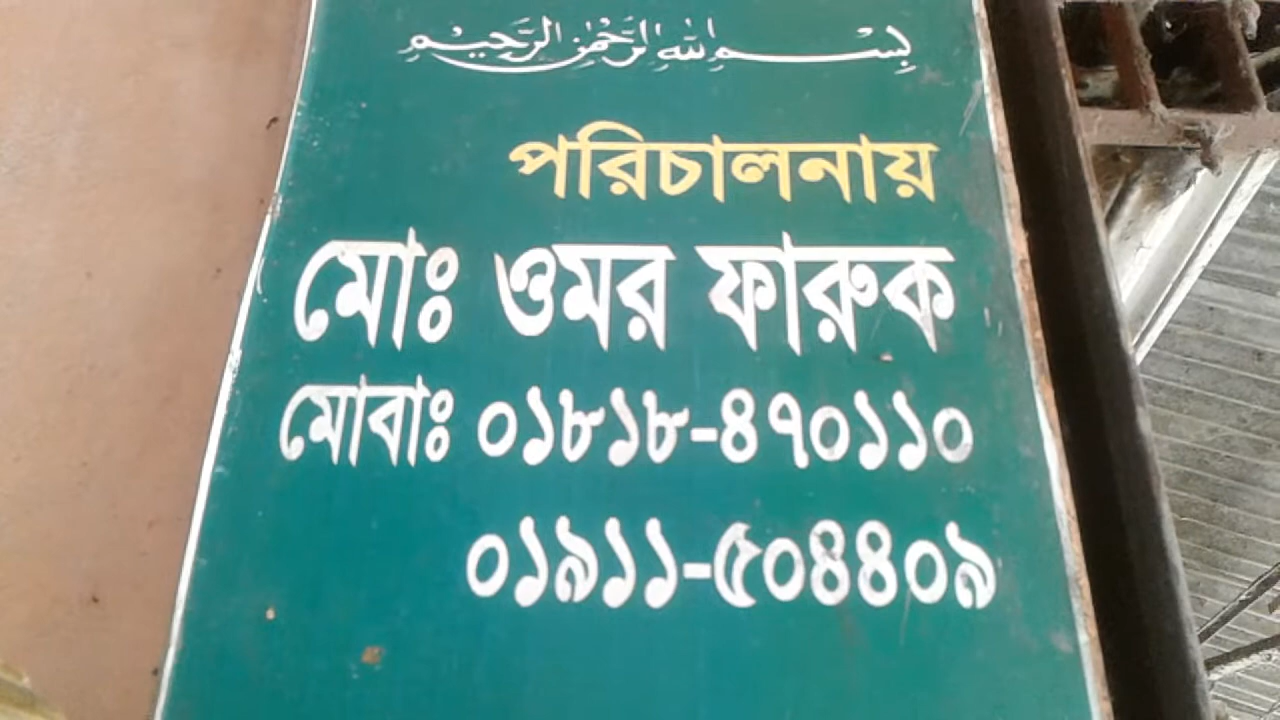 بسم الله الرحمن الرحيم
পরিচালনায়
মোঃ ওমর ফারুক
মোবাঃ ০১৮১৮-৪৭০১১০
০১৯১১-৫০৪৪০৯